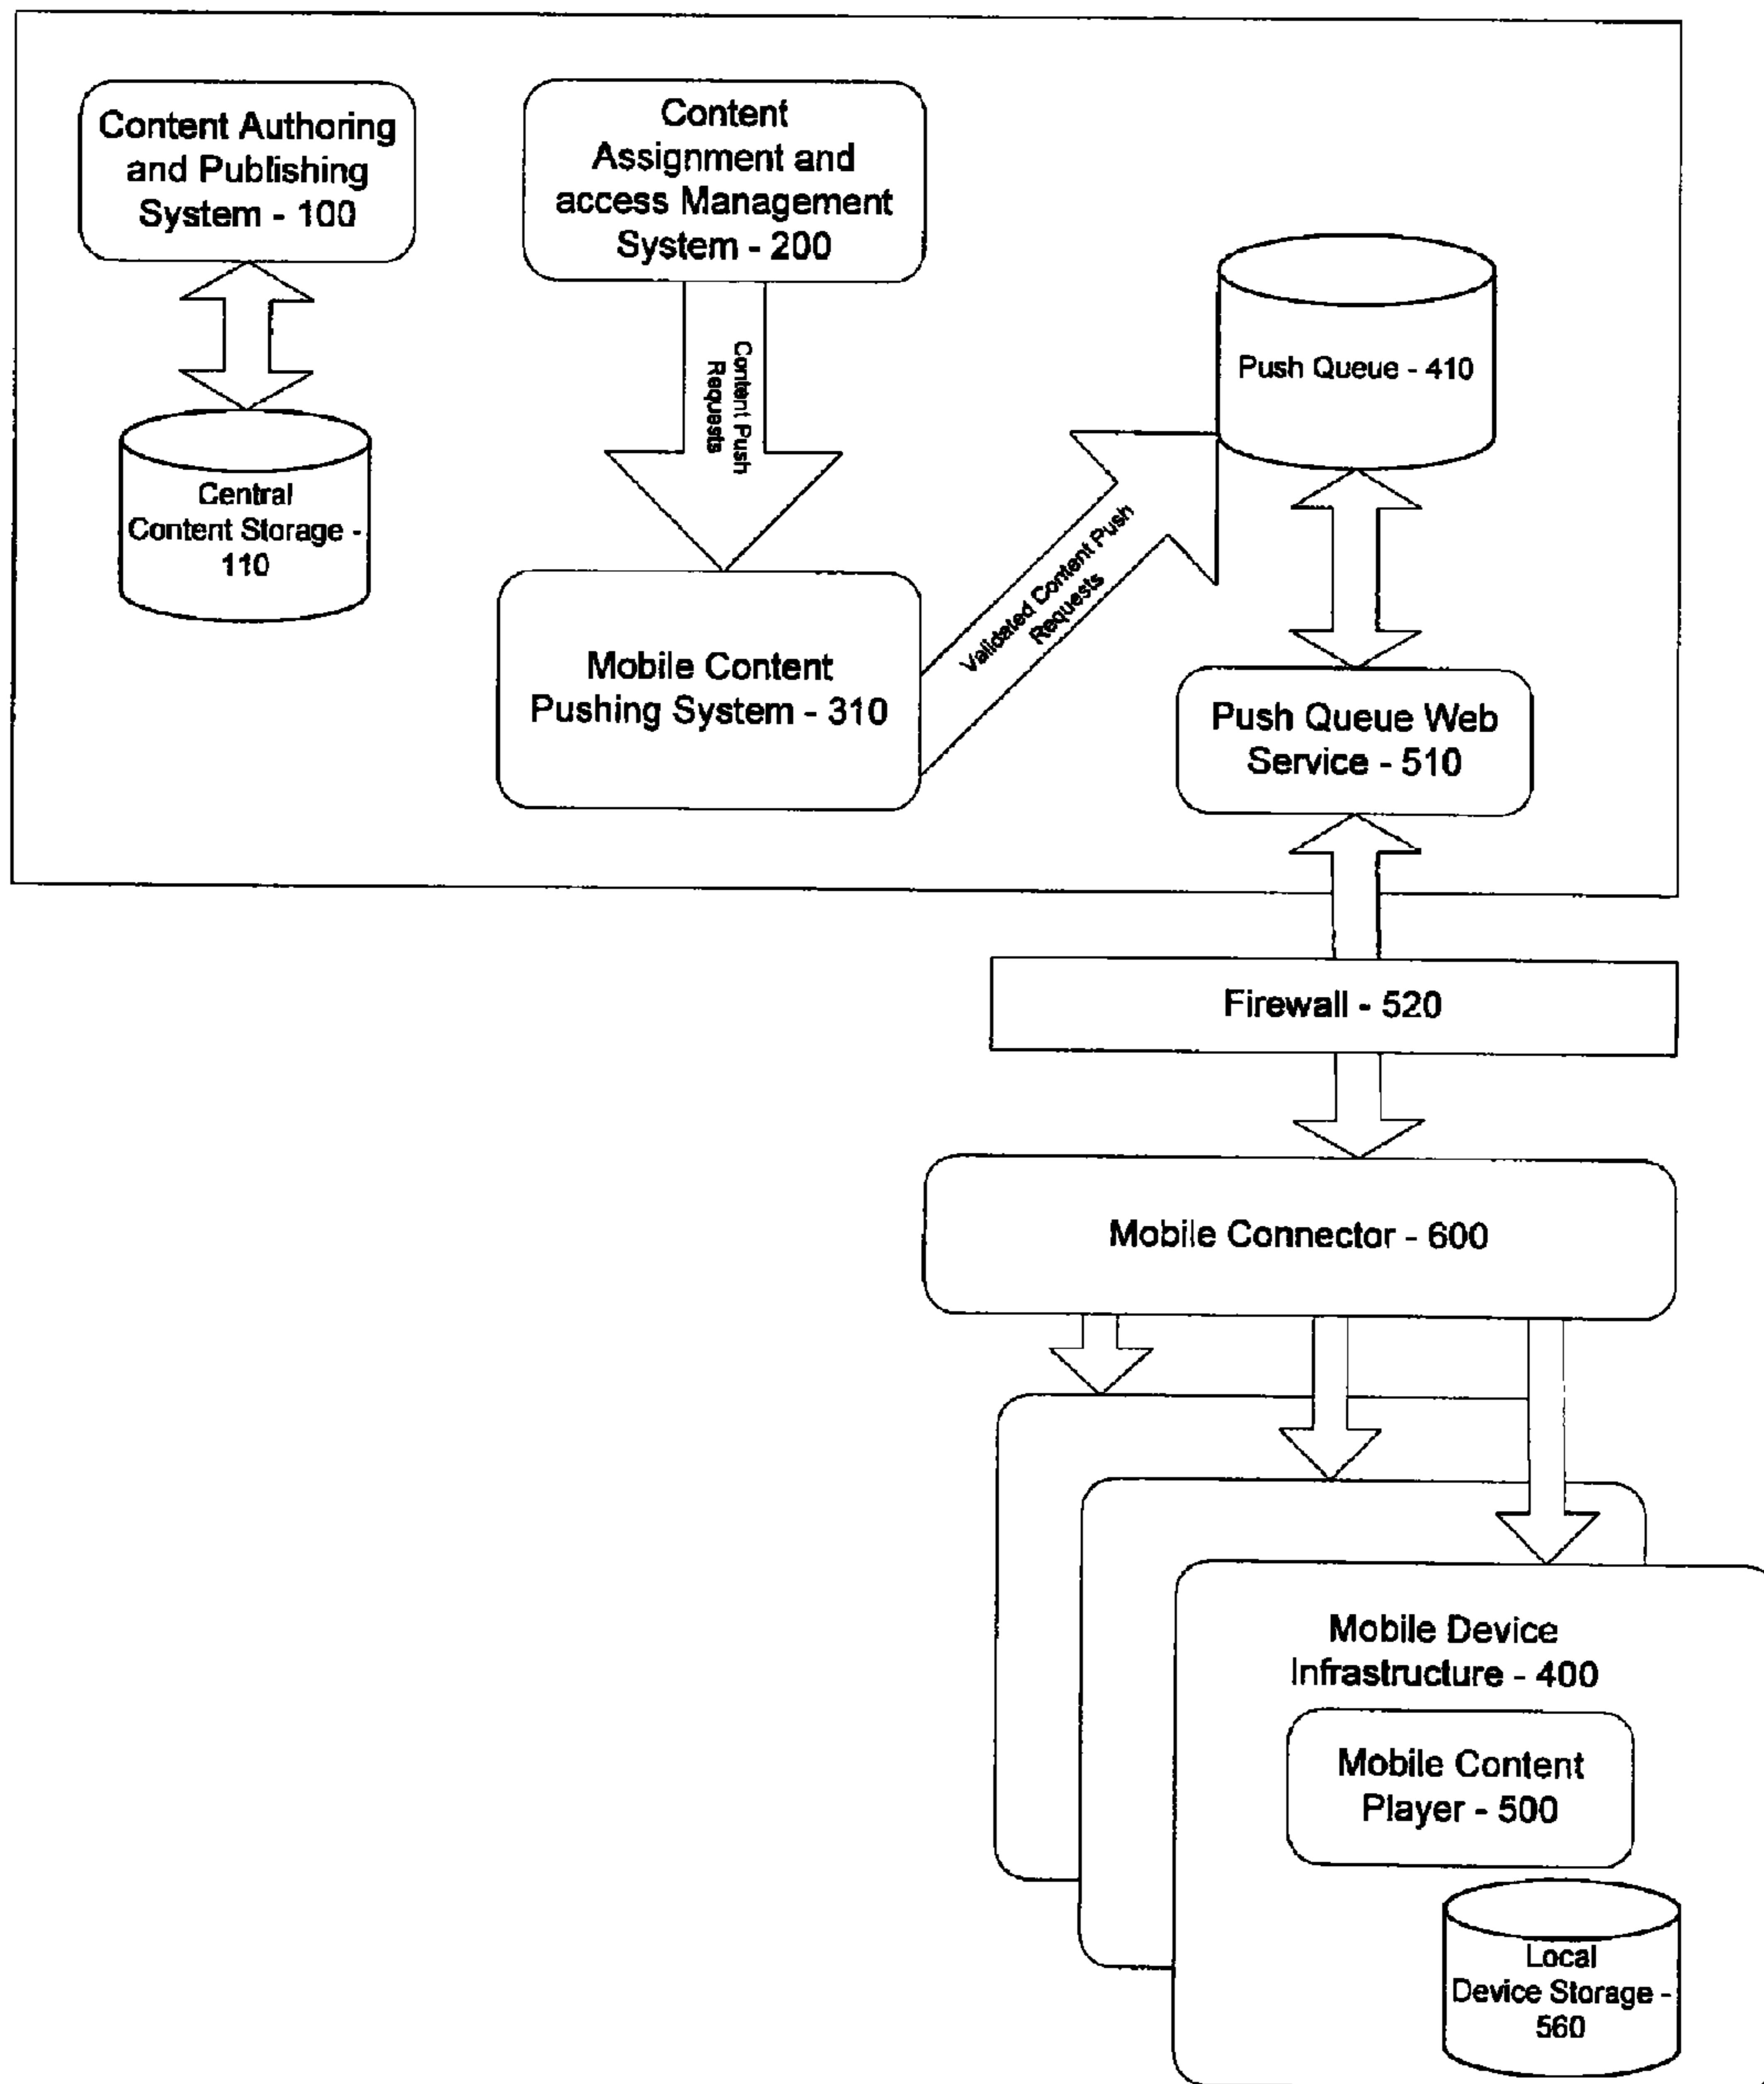 Content Authoring
and Publishing
System - 100
Content
Assignment and
access Management
System - 200
Central
Content Storage -
110
Content Push
Requests
Push Queue - 410
Mobile Content
Pushing System - 310
Validated Content Push
Requests
Push Queue Web
Service - 510
Firewall - 520
Mobile Connector - 600
Mobile Device
Infrastructure - 400
Mobile Content
Player - 500
Local
Device Storage -
560